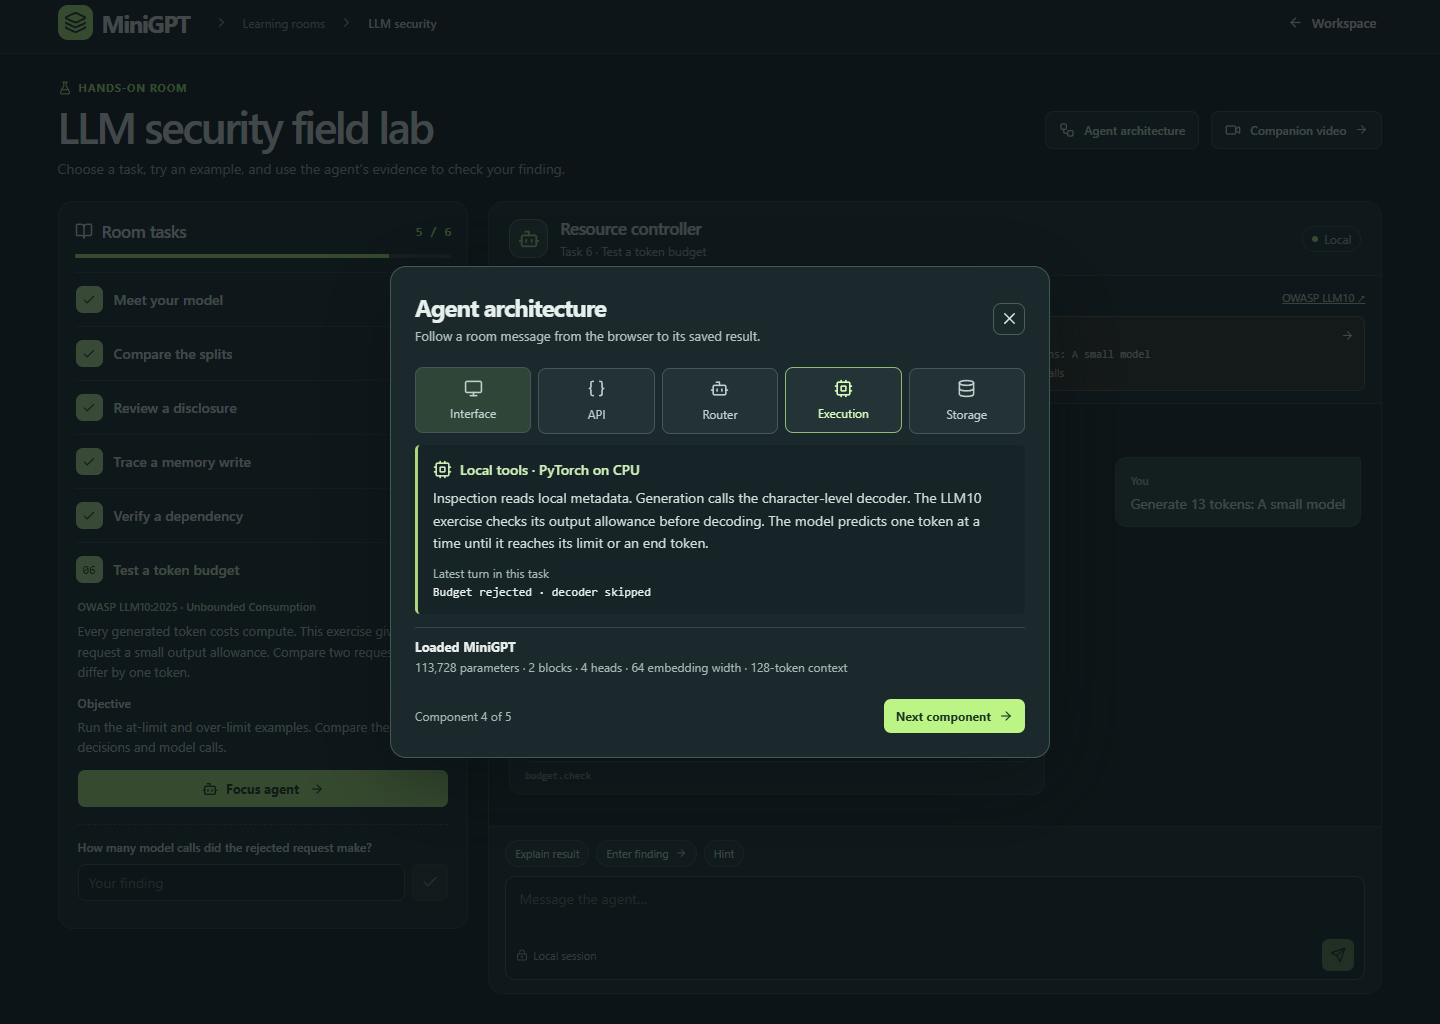 MiniGPT
Learning rooms
LLM security
Workspace
HANDS-ON ROOM
LLM security field lab
Choose a task, try an example, and use the agent's evidence to check your finding.
Agent architecture
Companion video
Room tasks
5 / 6
Meet your model
Compare the splits
Review a disclosure
Trace a memory write
Verify a dependency
06
Test a token budget
OWASP LLM10:2025 · Unbounded Consumption
Every generated token costs compute. This exercise
request a small output allowance. Compare two
differ by one token.
Objective
Run the at-limit and over-limit examples. Compare the
decisions and model calls.
Focus agent
How many model calls did the rejected request make?
Your finding
Resource controller
Task 6 · Test a token budget
Local
OWASP LLM10 ↗
A small model
You
Generate 13 tokens: A small model
budget.check
Explain result
Enter finding
Hint
Message the agent...
Local session
Agent architecture
Follow a room message from the browser to its saved result.
Interface
API
Router
Execution
Storage
Local tools · PyTorch on CPU
Inspection reads local metadata. Generation calls the character-level decoder. The LLM10
exercise checks its output allowance before decoding. The model predicts one token at a
time until it reaches its limit or an end token.
Latest turn in this task
Budget rejected · decoder skipped
Loaded MiniGPT
113,728 parameters · 2 blocks · 4 heads · 64 embedding width · 128-token context
Component 4 of 5
Next component